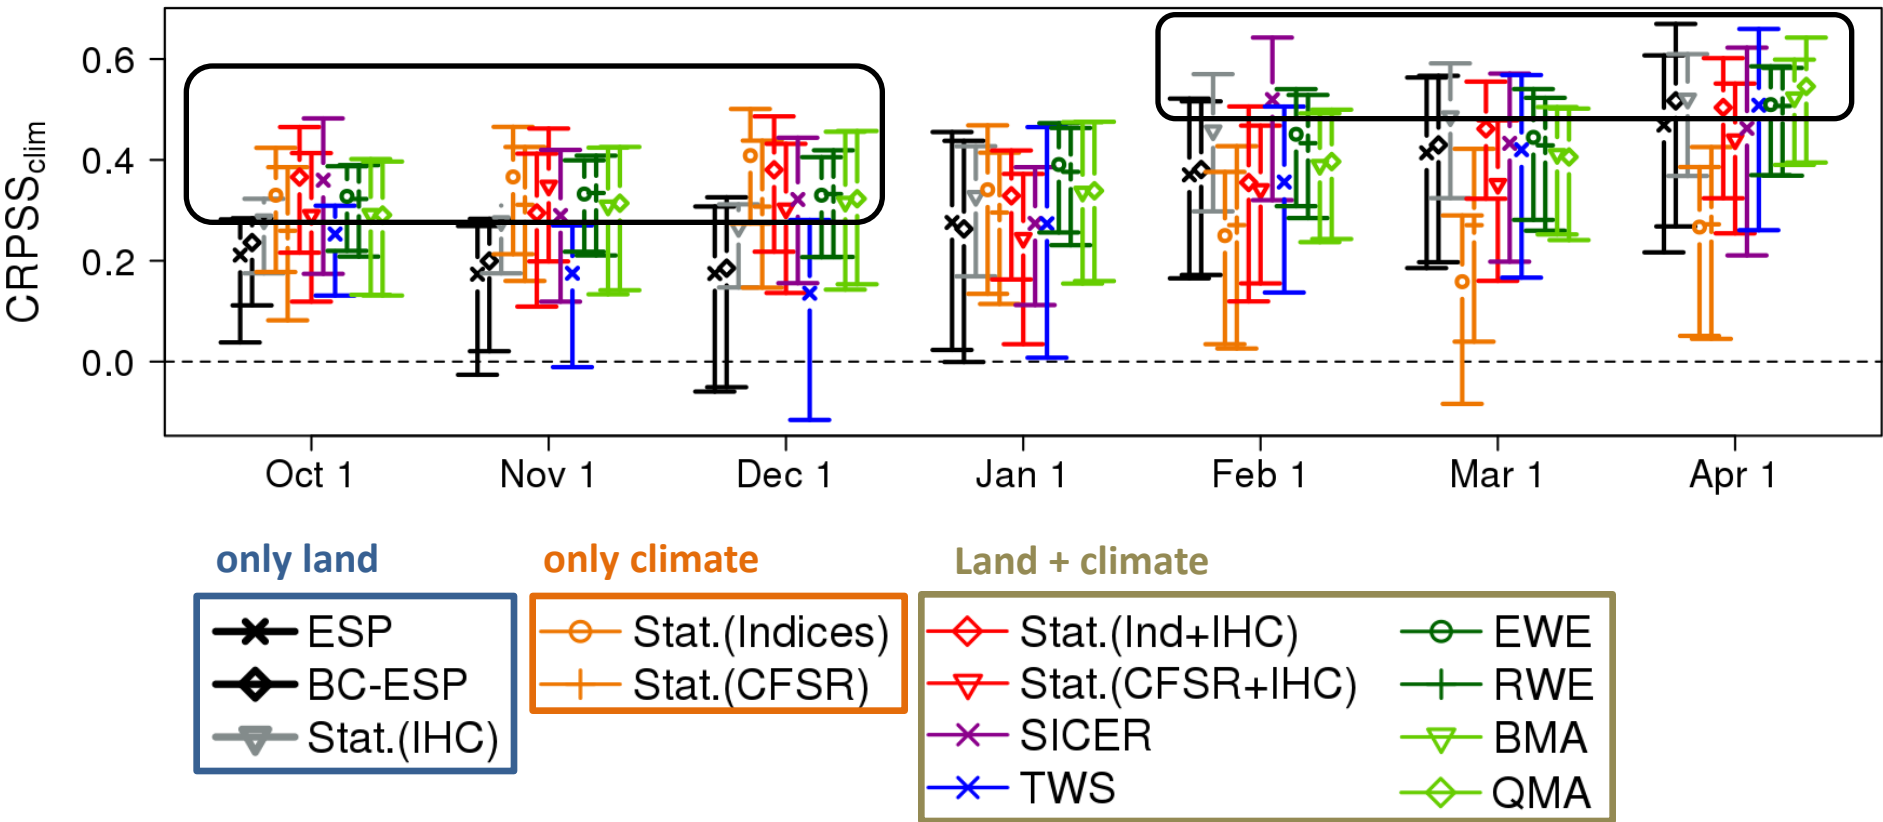 CRPSSclim
0.6
0.4
0.2
0.0
Oct 1 Nov 1 Dec 1 Jan 1 Feb 1 Mar 1 Apr 1
only land
ESP
BC-ESP
Stat.(IHC)
only climate
Stat.(Indices)
Stat.(CFSR)
Land + climate
Stat.(Ind+IHC)
Stat.(CFSR+IHC)
SICER
TWS
EWE
RWE
BMA
QMA